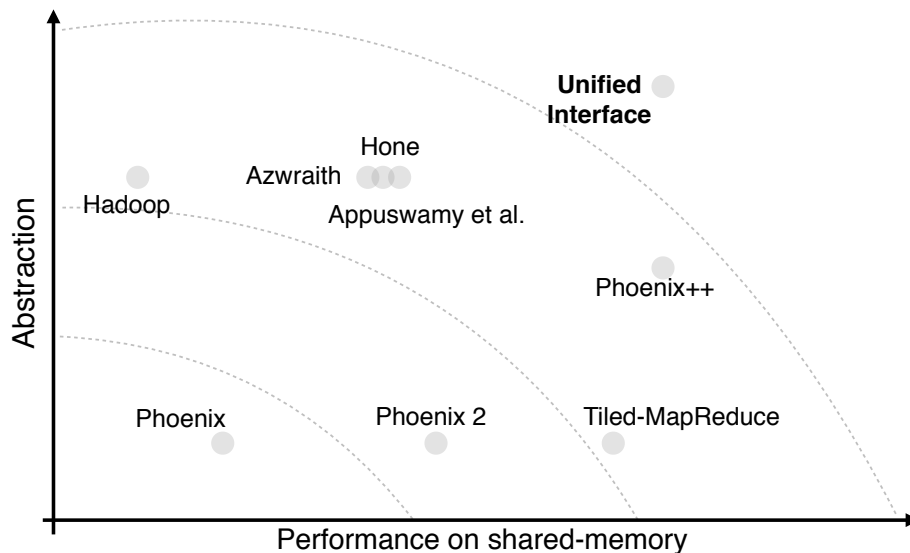 Unified
Interface
Hone
Azwraith
Hadoop
Appuswamy et al.
Phoenix++
Phoenix
Phoenix 2
Tiled-MapReduce
Abstraction
Performance on shared-memory